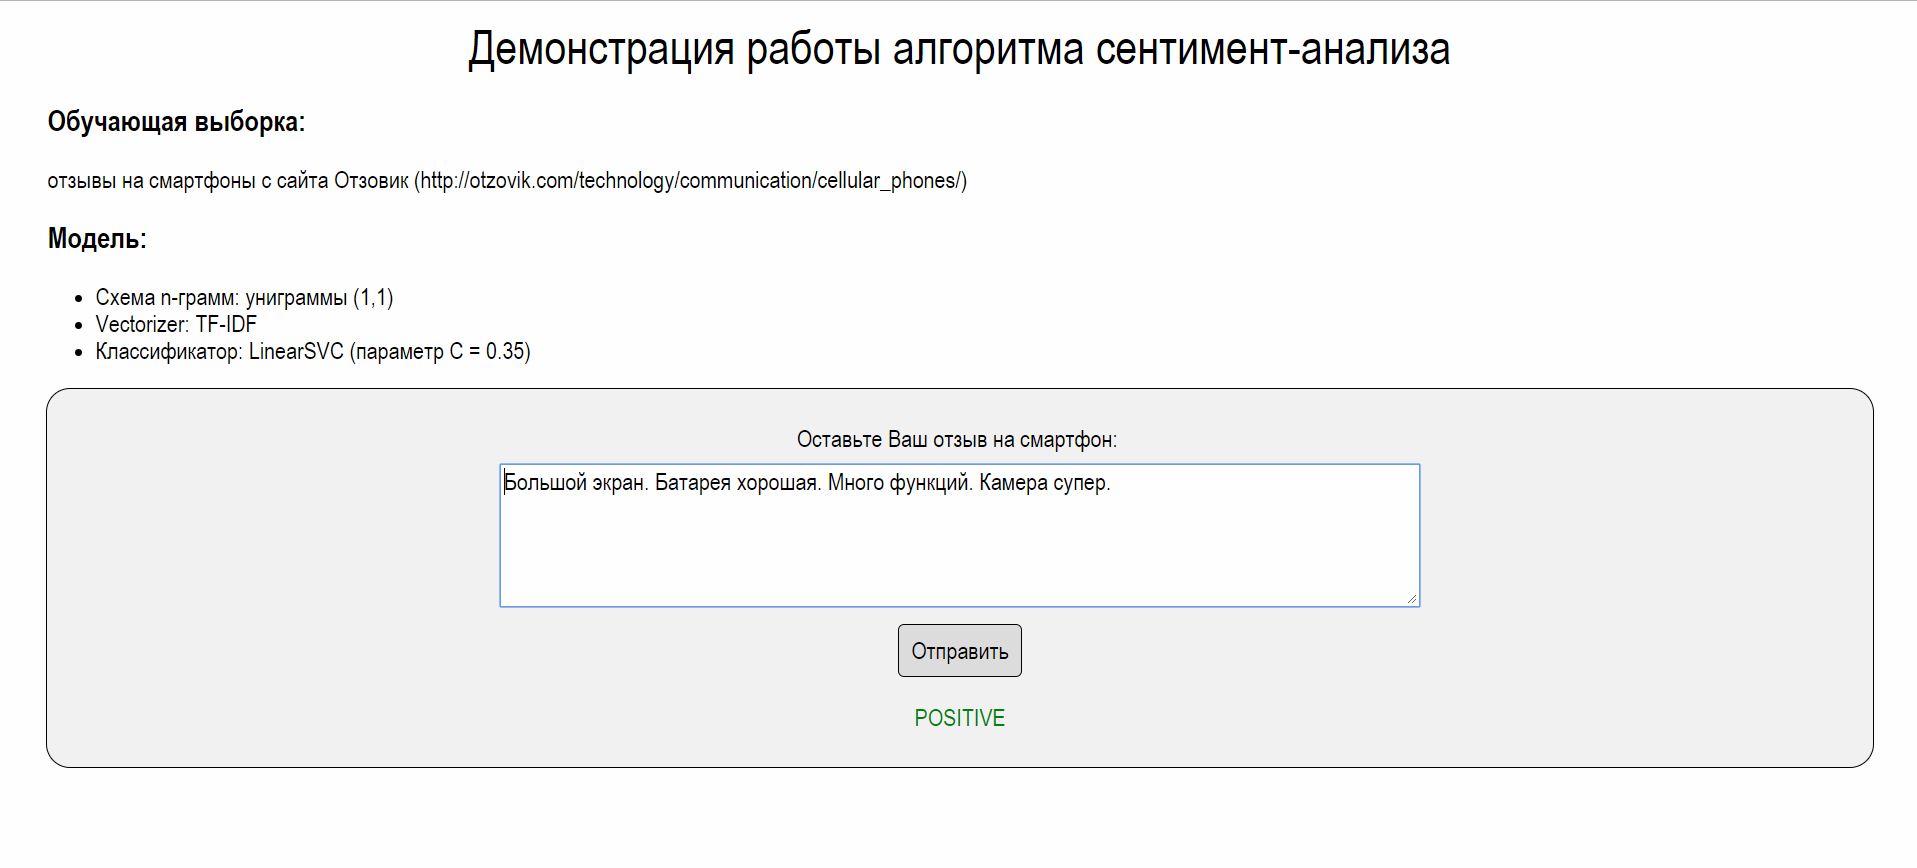 Демонстрация работы алгоритма сентимент-анализа
Обучающая выборка:
отзывы на смартфоны с сайта Отзовик (http://otzovik.com/technology/communication/cellular_phones/)
Модель:
Схема n-грамм: униграммы (1,1)
Vectorizer: TF-IDF
Классификатор: LinearSVC (параметр C = 0.35)
Оставьте Ваш отзыв на смартфон:
Большой экран. Батарея хорошая. Много функций. Камера супер.
Отправить
POSITIVE